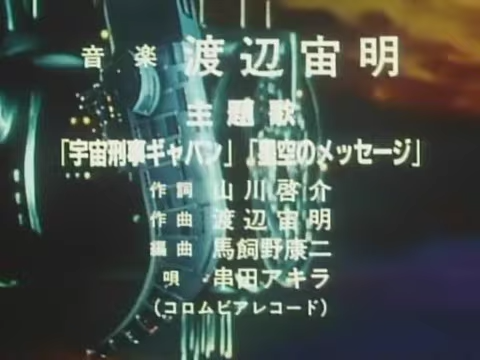 音楽 渡辺宙明
主題歌
「宇宙刑事ギャバン」「星空のメッセージ」
作詞 山川啓介
作曲 渡辺宙明
編曲 馬飼野康二
唄 串田アキラ
（コロムビアレコード）